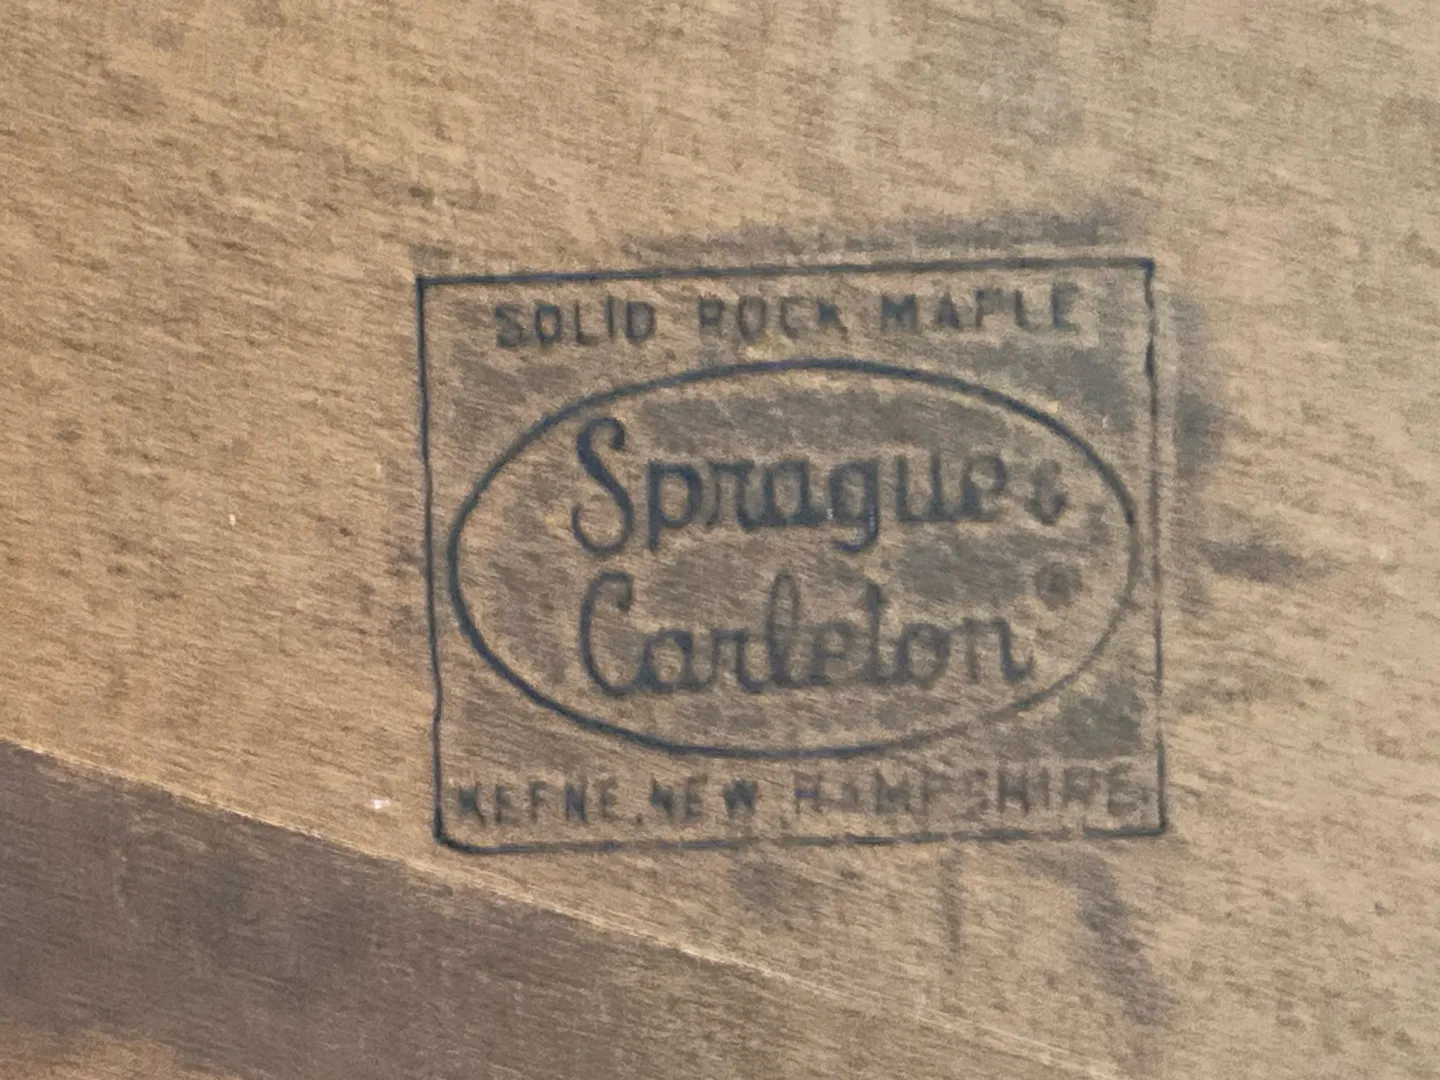 SOLID ROCK MAPLE
Sprague &
Carleton ®
KEENE, NEW HAMPSHIRE